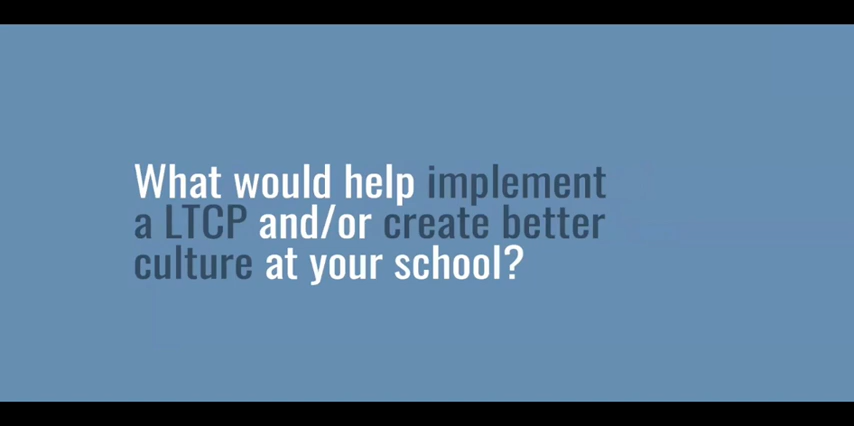 What would help implement
a LTCP and/or create better
culture at your school?